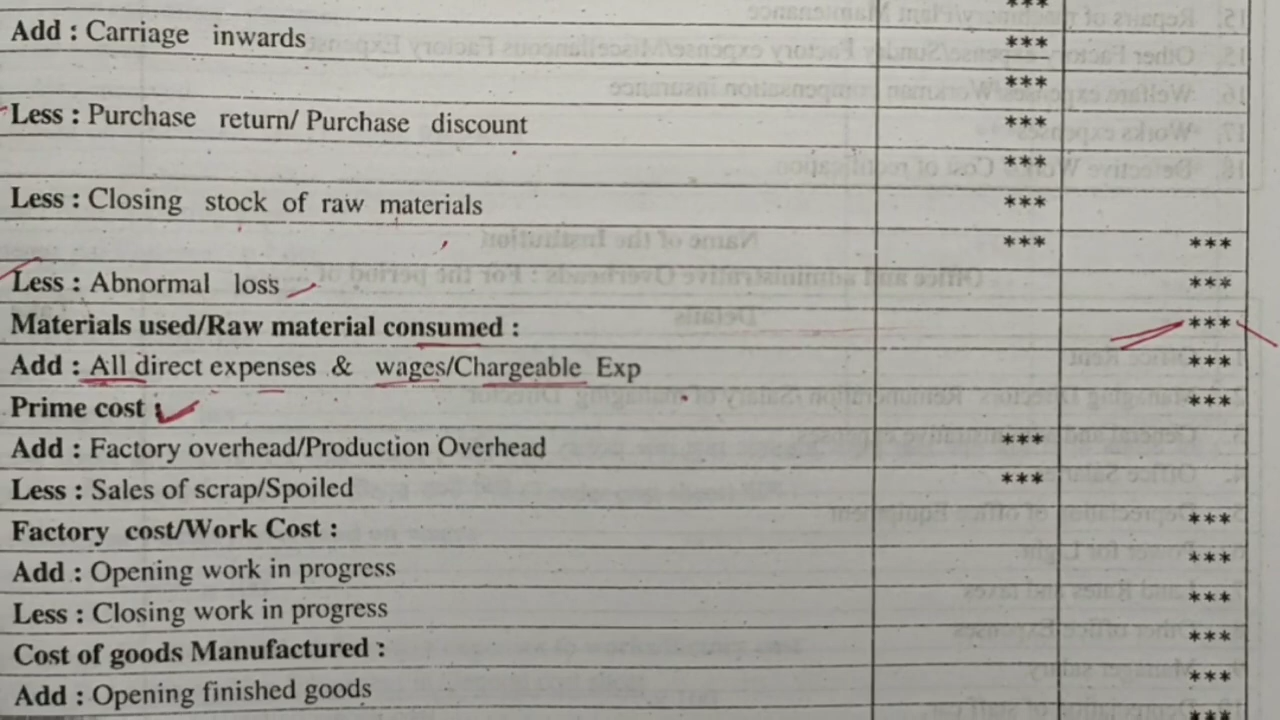 ***
Add : Carriage inwards ***
***
Less : Purchase return/ Purchase discount ***
***
Less : Closing stock of raw materials ***
*** ***
Less : Abnormal loss ***
Materials used/Raw material consumed : ***
Add : All direct expenses & wages/Chargeable Exp ***
Prime cost : ***
Add : Factory overhead/Production Overhead ***
Less : Sales of scrap/Spoiled ***
Factory cost/Work Cost : ***
Add : Opening work in progress ***
Less : Closing work in progress ***
Cost of goods Manufactured : ***
Add : Opening finished goods ***
***